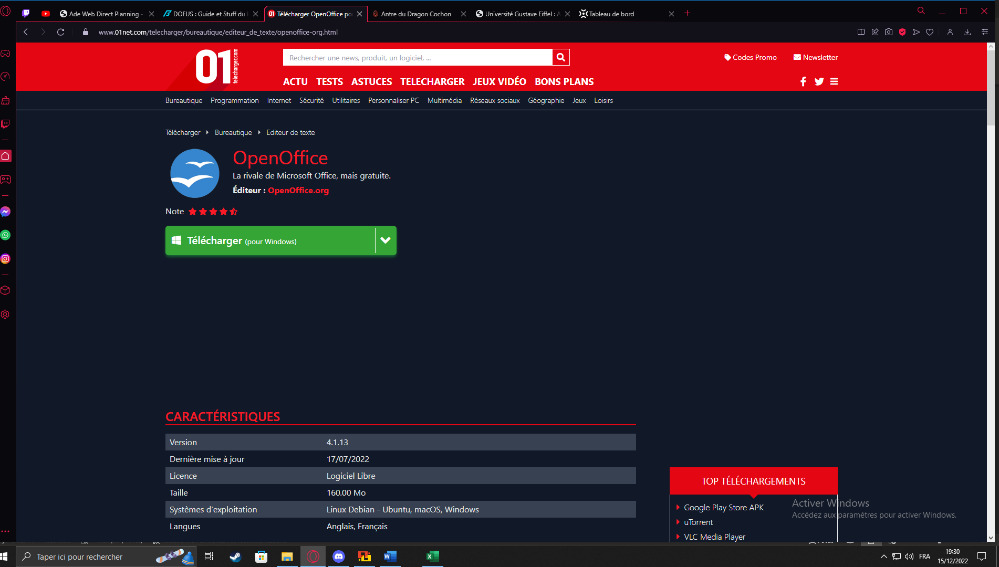 Ade Web Direct Planning -
DOFUS : Guide et Stuff du
01 Télécharger OpenOffice po
Antre du Dragon Cochon
Université Gustave Eiffel : A
Tableau de bord
www.01net.com/telecharger/bureautique/editeur_de_texte/openoffice-org.html
01 telecharger.com
Rechercher une news, produit, un logiciel, ...
Codes Promo Newsletter
ACTU TESTS ASTUCES TELECHARGER JEUX VIDÉO BONS PLANS
Bureautique Programmation Internet Sécurité Utilitaires Personnaliser PC Multimédia Réseaux sociaux Géographie Jeux Loisirs
Télécharger Bureautique Editeur de texte
OpenOffice
La rivale de Microsoft Office, mais gratuite.
Éditeur : OpenOffice.org
Note
Télécharger (pour Windows)
CARACTÉRISTIQUES
Version 4.1.13
Dernière mise à jour 17/07/2022
Licence Logiciel Libre
Taille 160.00 Mo
Systèmes d'exploitation Linux Debian - Ubuntu, macOS, Windows
Langues Anglais, Français
TOP TÉLÉCHARGEMENTS
Google Play Store APK
uTorrent
VLC Media Player
Activer Windows
Accédez aux paramètres pour activer Windows.
Taper ici pour rechercher
FRA
19:30
15/12/2022